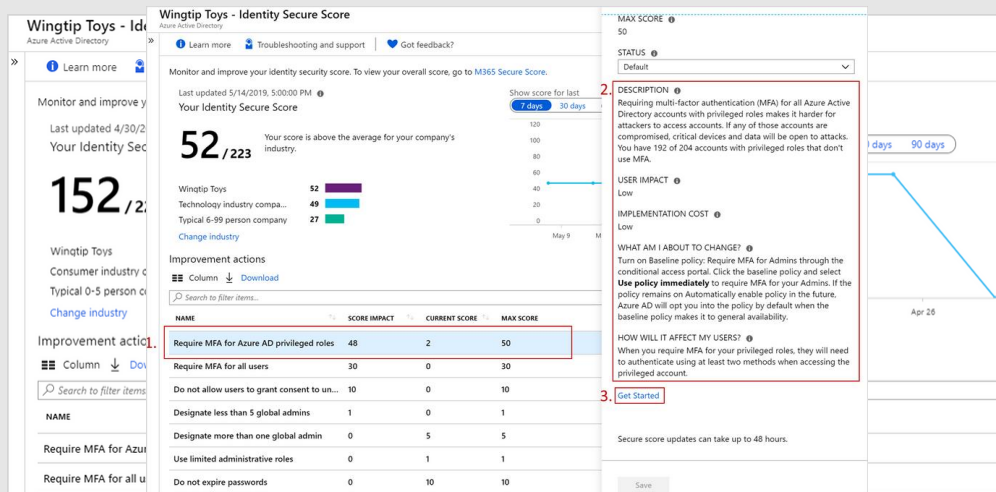 Wingtip Toys - Ide
Azure Active Directory
»
Learn more
Monitor and improve y
Last updated 4/30/2
Your Identity Sec
152/22
Wingtip Toys
Consumer industry c
Typical 0-5 person co
Change industry
Improvement actio
Column
Dov
Search to filter items
NAME
Require MFA for Azur
Require MFA for all u
Wingtip Toys - Identity Secure Score
Azure Active Directory
»
Learn more Troubleshooting and support Got feedback?
Monitor and improve your identity security score. To view your overall score, go to M365 Secure Score.
Last updated 5/14/2019, 5:00:00 PM
Your Identity Secure Score
52/223
Your score is above the average for your company's
industry.
Wingtip Toys 52
Technology industry compa... 49
Typical 6-99 person company 27
Change industry
Show score for last
7 days 30 days
120
100
80
60
40
20
0
May 9 M
Improvement actions
Column Download
Search to filter items...
NAME SCORE IMPACT CURRENT SCORE MAX SCORE
1.
Require MFA for Azure AD privileged roles 48 2 50
Require MFA for all users 30 0 30
Do not allow users to grant consent to un... 10 0 10
Designate less than 5 global admins 1 0 1
Designate more than one global admin 0 5 5
Use limited administrative roles 0 1 1
Do not expire passwords 0 10 10
MAX SCORE
50
STATUS
Default
2.
DESCRIPTION
Requiring multi-factor authentication (MFA) for all Azure Active
Directory accounts with privileged roles makes it harder for
attackers to access accounts. If any of those accounts are
compromised, critical devices and data will be open to attacks.
You have 192 of 204 accounts with privileged roles that don't
use MFA.
USER IMPACT
Low
IMPLEMENTATION COST
Low
WHAT AM I ABOUT TO CHANGE?
Turn on Baseline policy: Require MFA for Admins through the
conditional access portal. Click the baseline policy and select
Use policy immediately to require MFA for your Admins. If the
policy remains on Automatically enable policy in the future,
Azure AD will opt you into the policy by default when the
baseline policy makes it to general availability.
HOW WILL IT AFFECT MY USERS?
When you require MFA for your privileged roles, they will need
to authenticate using at least two methods when accessing the
privileged account.
3.
Get Started
Secure score updates can take up to 48 hours.
Save
days 90 days
Apr 26